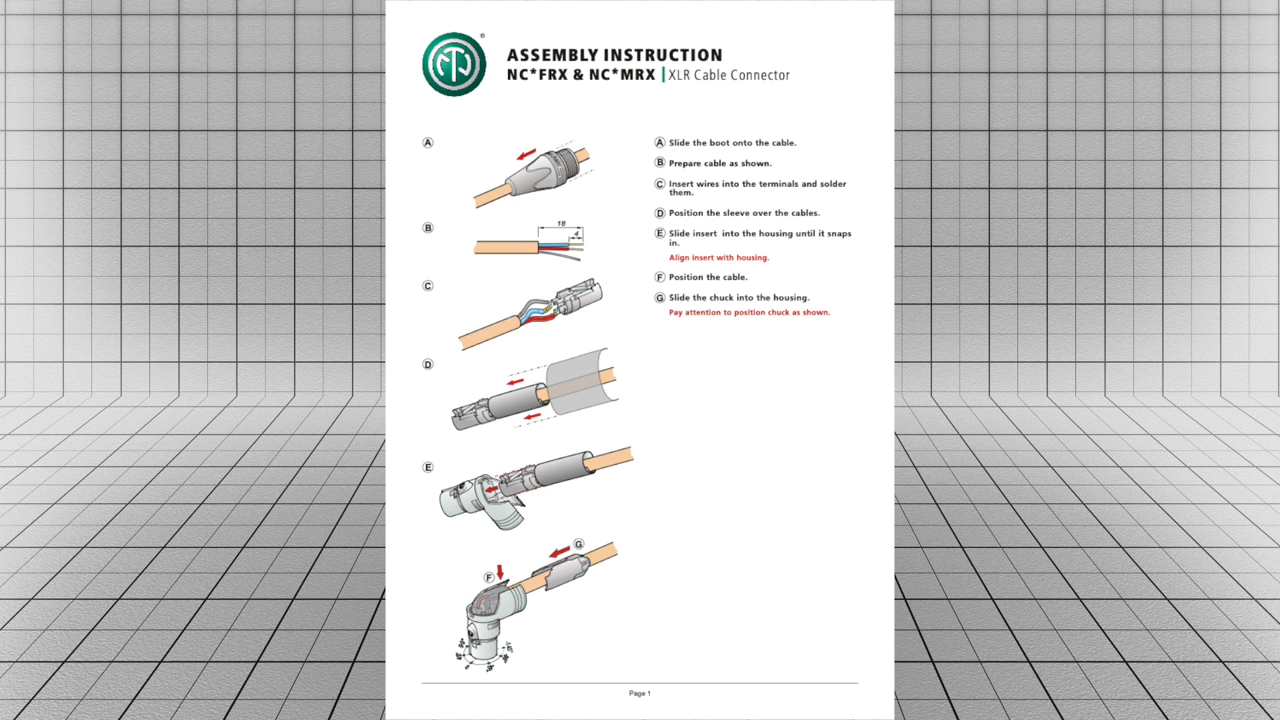 ®
ASSEMBLY INSTRUCTION
NC*FRX & NC*MRX | XLR Cable Connector
A
A Slide the boot onto the cable.
B Prepare cable as shown.
C Insert wires into the terminals and solder
them.
D Position the sleeve over the cables.
E Slide insert into the housing until it snaps
in.
Align insert with housing.
F Position the cable.
G Slide the chuck into the housing.
Pay attention to position chuck as shown.
B
18
4
C
D
E
G
F
Page 1